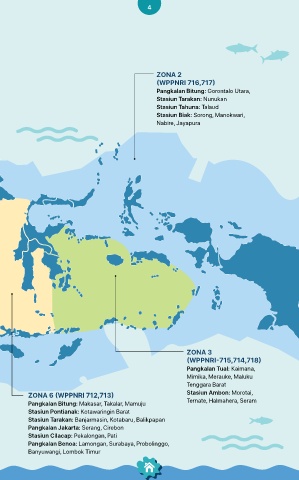 4
ZONA 2
(WPPNRI 716,717)
Pangkalan Bitung: Gorontalo Utara,
Stasiun Tarakan: Nunukan
Stasiun Tahuna: Talaud
Stasiun Biak: Sorong, Manokwari,
Nabire, Jayapura
ZONA 3
(WPPNRI-715,714,718)
Pangkalan Tual: Kaimana,
Mimika, Merauke, Maluku
Tenggara Barat
Stasiun Ambon: Morotai,
Ternate, Halmahera, Seram
ZONA 6 (WPPNRI 712,713)
Pangkalan Bitung: Makasar, Takalar, Mamuju
Stasiun Pontianak: Kotawaringin Barat
Stasiun Tarakan: Banjarmasin, Kotabaru, Balikpapan
Pangkalan Jakarta: Serang, Cirebon
Stasiun Cilacap: Pekalongan, Pati
Pangkalan Benoa: Lamongan, Surabaya, Probolinggo,
Banyuwangi, Lombok Timur